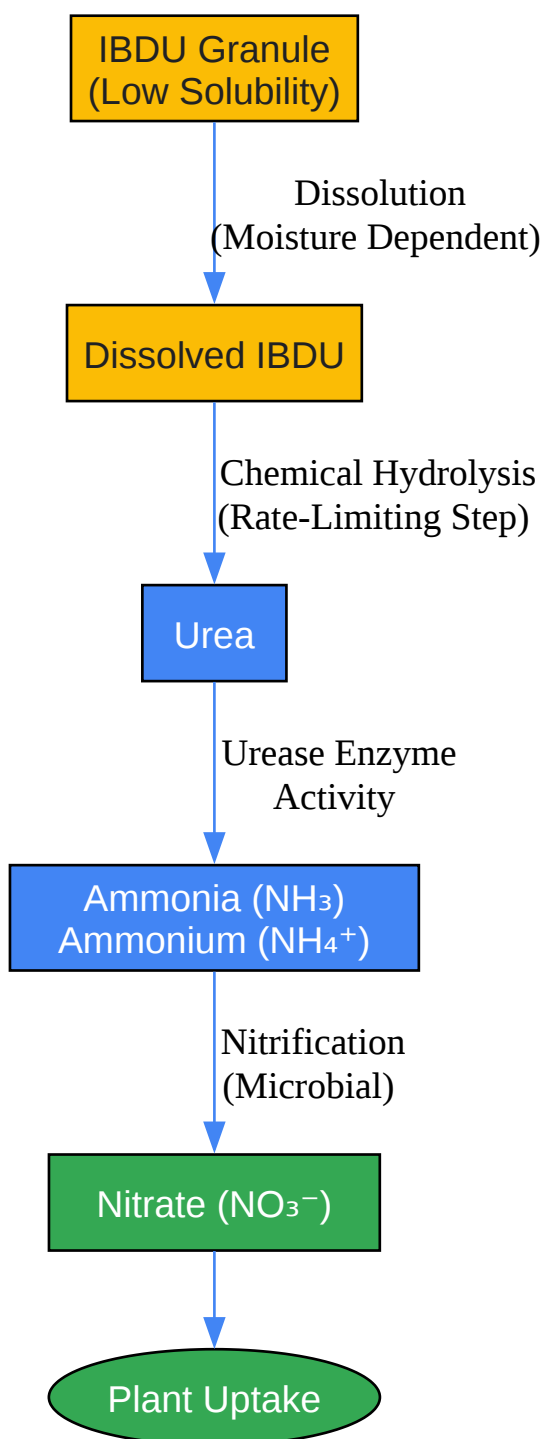 IBDU Granule
(Low Solubility)
Dissolution
(Moisture Dependent)
Dissolved IBDU
Chemical Hydrolysis
(Rate-Limiting Step)
Urea
Urease Enzyme
Activity
Ammonia (NH₃)
Ammonium (NH₄⁺)
Nitrification
(Microbial)
Nitrate (NO₃⁻)
Plant Uptake